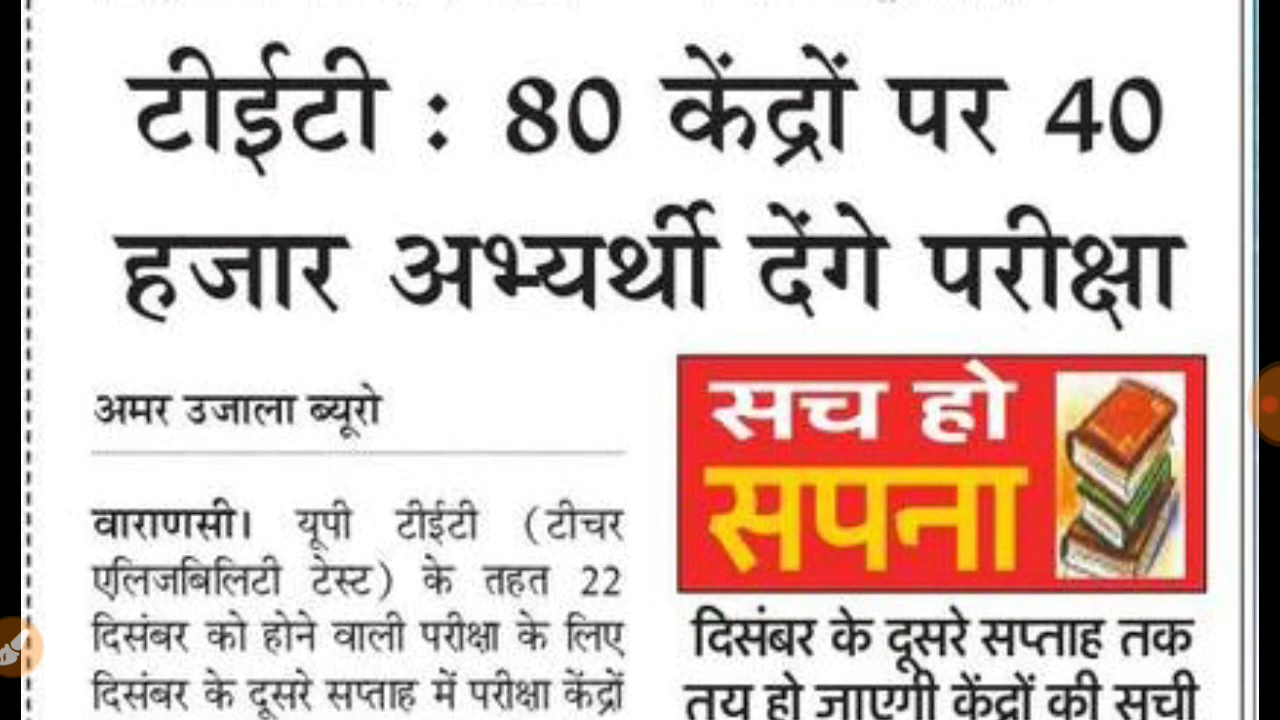 टीईटी : 80 केंद्रों पर 40
हजार अभ्यर्थी देंगे परीक्षा
अमर उजाला ब्यूरो
वाराणसी। यूपी टीईटी (टीचर
एलिजबिलिटी टेस्ट) के तहत 22
दिसंबर को होने वाली परीक्षा के लिए
दिसंबर के दूसरे सप्ताह में परीक्षा केंद्रों
सच हो
सपना
दिसंबर के दूसरे सप्ताह तक
तय हो जाएगी केंद्रों की सूची